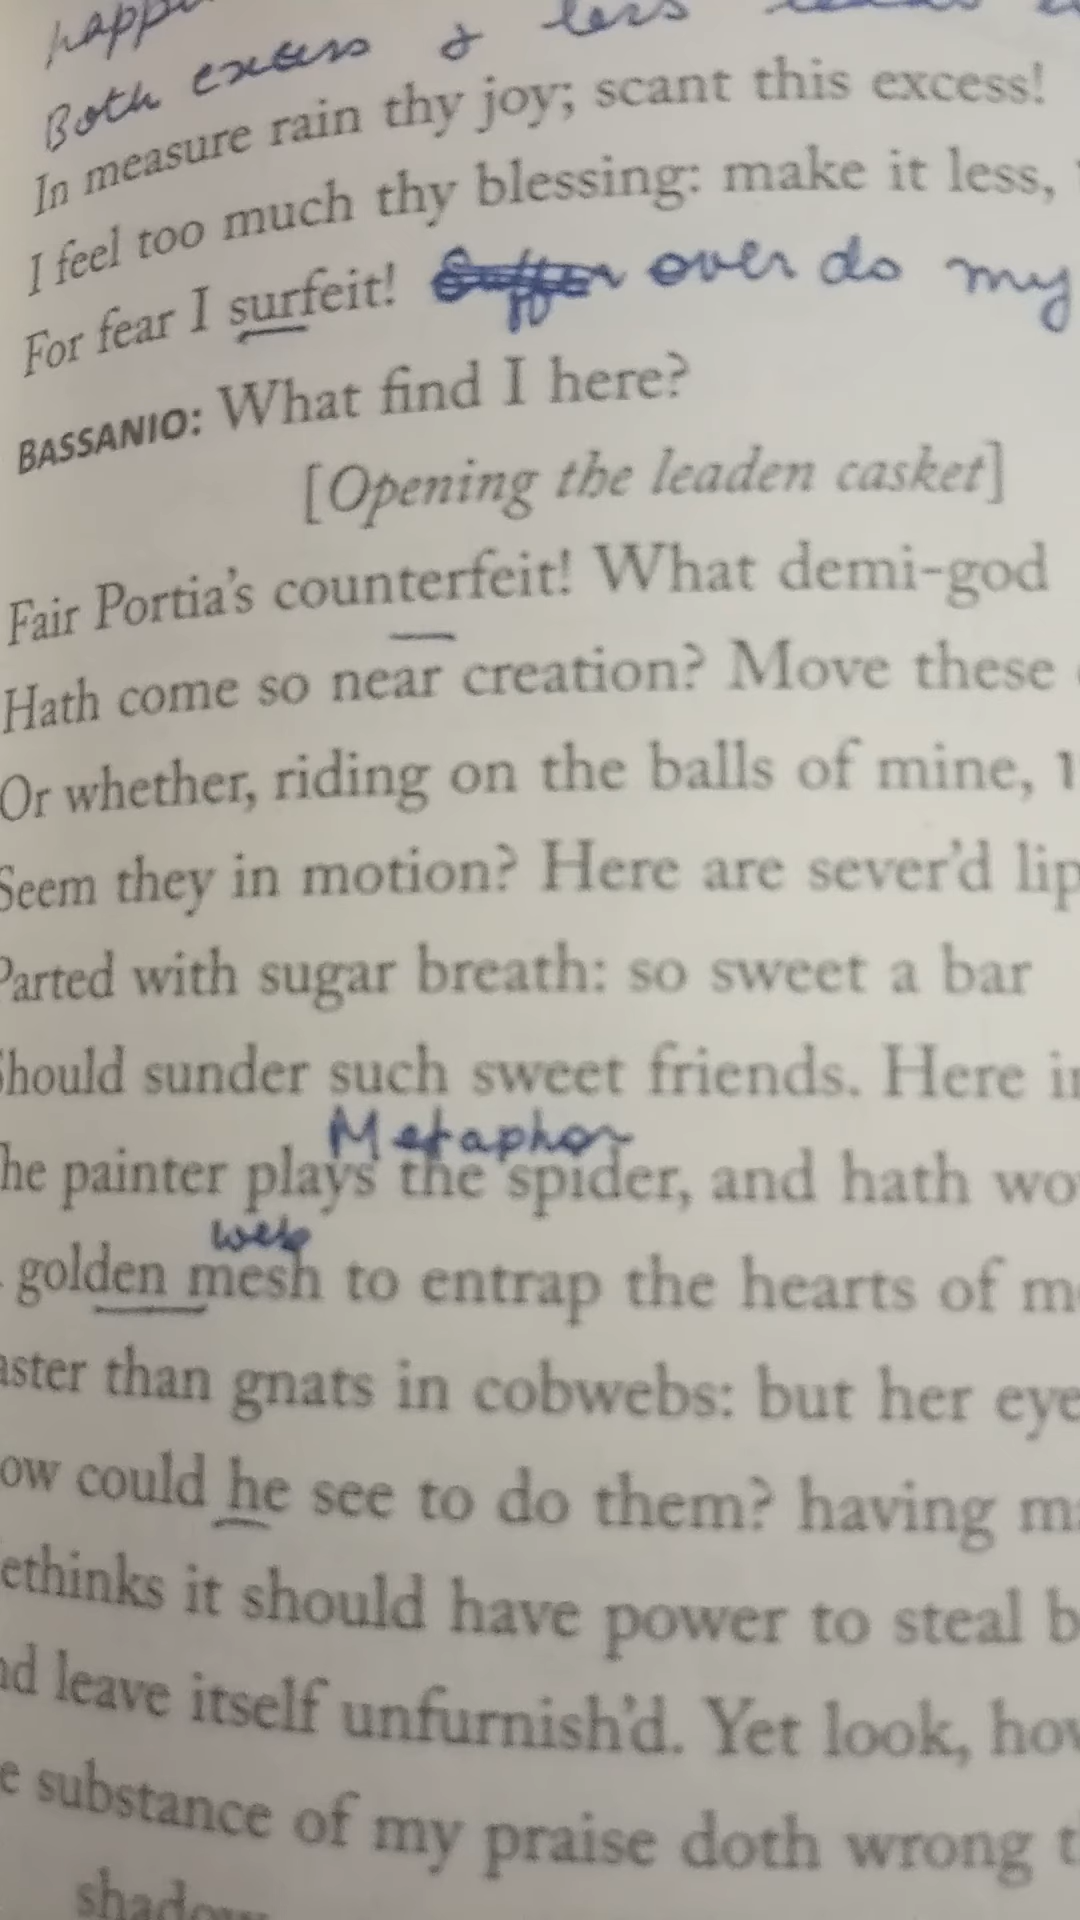 Both excess & less
In measure rain thy joy; scant this excess!
I feel too much thy blessing: make it less,
For fear I surfeit! over do my
BASSANIO: What find I here?
[Opening the leaden casket]
Fair Portia's counterfeit! What demi-god
Hath come so near creation? Move these
Or whether, riding on the balls of mine,
Seem they in motion? Here are sever'd lip
Parted with sugar breath: so sweet a bar
hould sunder such sweet friends. Here in
Metaphor
he painter plays the spider, and hath wo
web
golden mesh to entrap the hearts of m
aster than gnats in cobwebs: but her eye
ow could he see to do them? having m
ethinks it should have power to steal b
nd leave itself unfurnish'd. Yet look, how
e substance of my praise doth wrong t
shadow